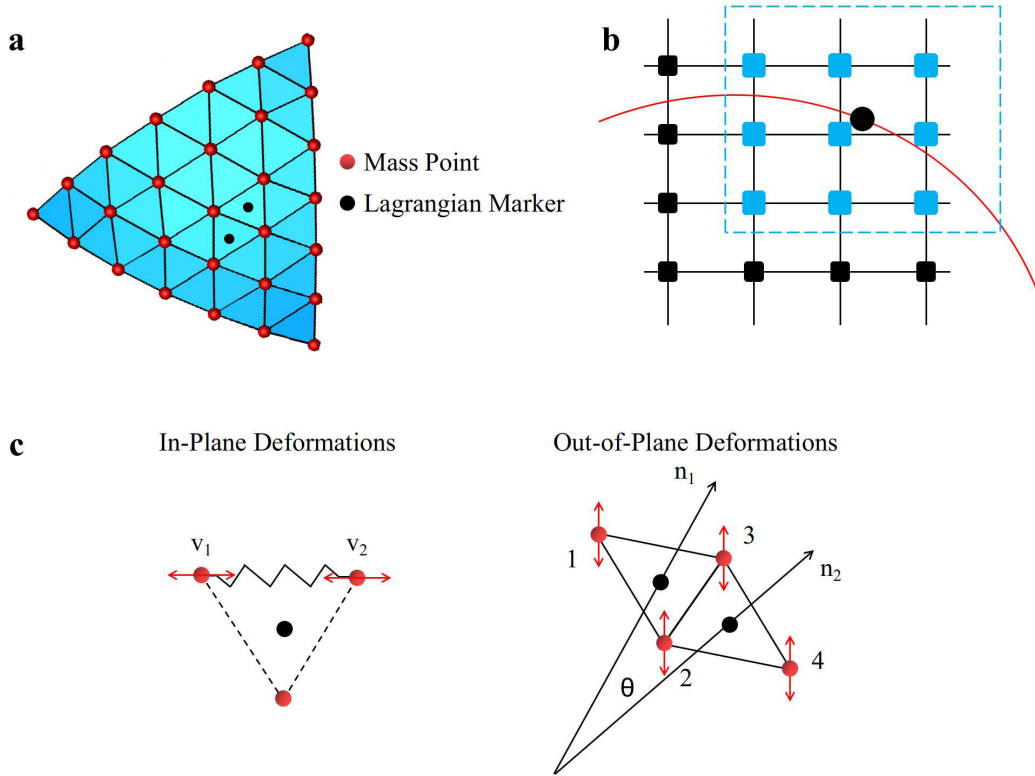 a
b
Mass Point
Lagrangian Marker
c
In-Plane Deformations
Out-of-Plane Deformations
n₁
v₁
v₂
1
3
n₂
2
4
θ